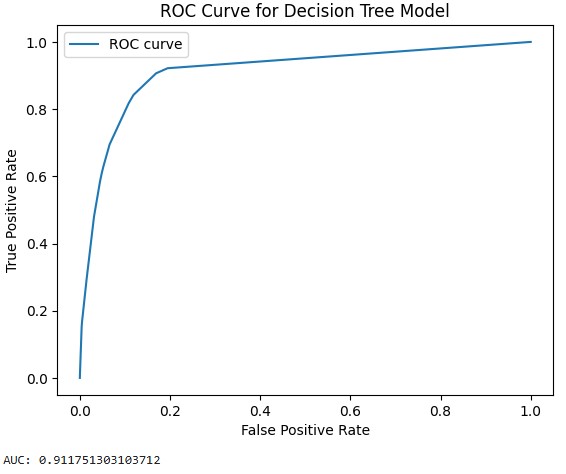 ROC Curve for Decision Tree Model
ROC curve
1.0
0.8
0.6
0.4
0.2
0.0
True Positive Rate
0.0 0.2 0.4 0.6 0.8 1.0
False Positive Rate
AUC: 0.911751303103712